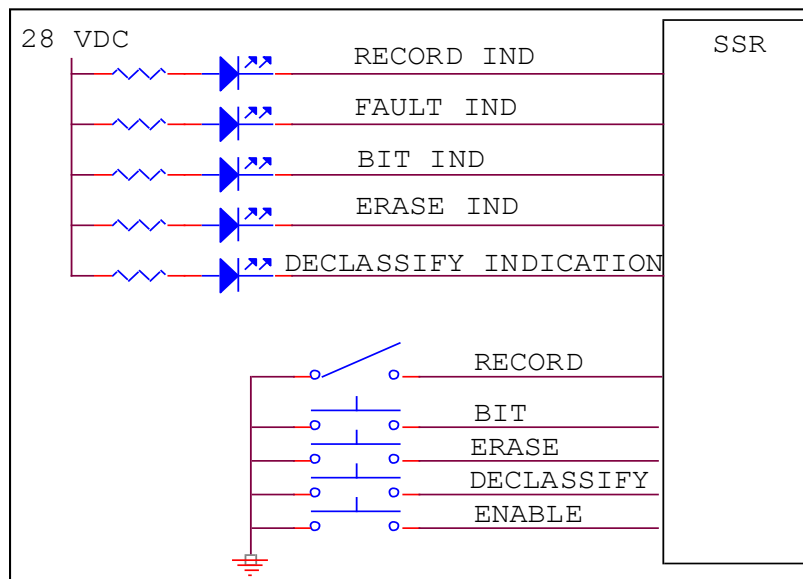 28 VDC
SSR
RECORD IND
FAULT IND
BIT IND
ERASE IND
DECLASSIFY INDICATION
RECORD
BIT
ERASE
DECLASSIFY
ENABLE